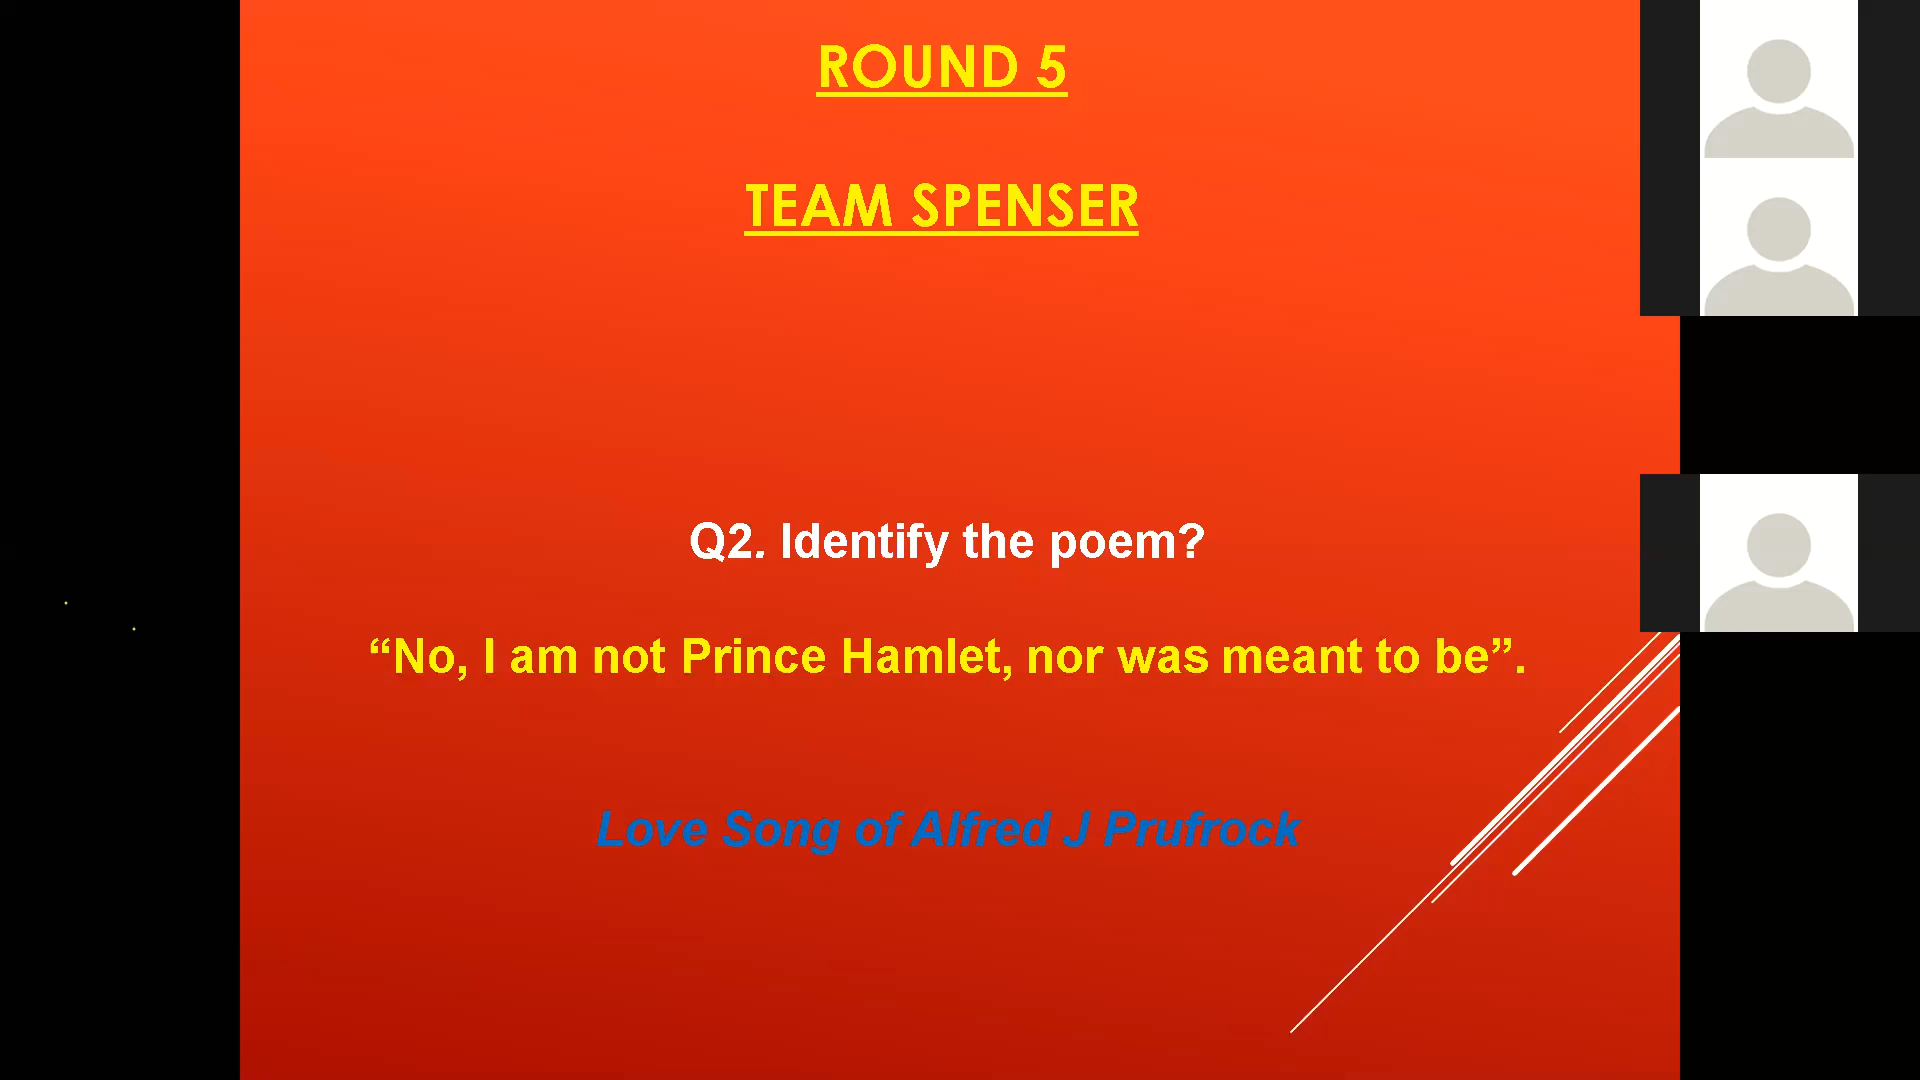 ROUND 5
TEAM SPENSER
Q2. Identify the poem?
“No, I am not Prince Hamlet, nor was meant to be”.
Love Song of Alfred J Prufrock